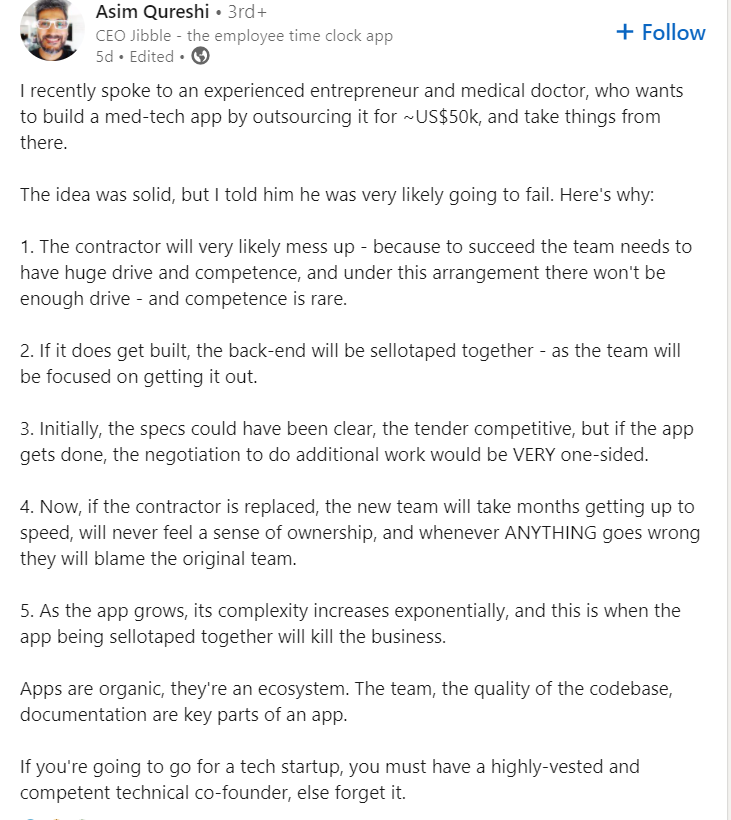 Asim Qureshi • 3rd+
CEO Jibble - the employee time clock app
5d • Edited •
+ Follow
I recently spoke to an experienced entrepreneur and medical doctor, who wants
to build a med-tech app by outsourcing it for ~US$50k, and take things from
there.
The idea was solid, but I told him he was very likely going to fail. Here's why:
1. The contractor will very likely mess up - because to succeed the team needs to
have huge drive and competence, and under this arrangement there won't be
enough drive - and competence is rare.
2. If it does get built, the back-end will be sellotaped together - as the team will
be focused on getting it out.
3. Initially, the specs could have been clear, the tender competitive, but if the app
gets done, the negotiation to do additional work would be VERY one-sided.
4. Now, if the contractor is replaced, the new team will take months getting up to
speed, will never feel a sense of ownership, and whenever ANYTHING goes wrong
they will blame the original team.
5. As the app grows, its complexity increases exponentially, and this is when the
app being sellotaped together will kill the business.
Apps are organic, they're an ecosystem. The team, the quality of the codebase,
documentation are key parts of an app.
If you're going to go for a tech startup, you must have a highly-vested and
competent technical co-founder, else forget it.